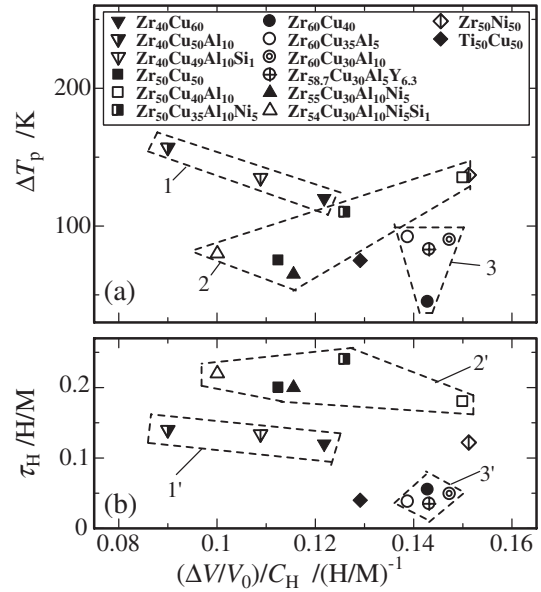 Zr40Cu60
Zr40Cu50Al10
Zr40Cu49Al10Si1
Zr50Cu50
Zr50Cu40Al10
Zr50Cu35Al10Ni5
Zr60Cu40
Zr60Cu35Al5
Zr60Cu30Al10
Zr58.7Cu30Al5Y6.3
Zr55Cu30Al10Ni5
Zr54Cu30Al10Ni5Si1
Zr50Ni50
Ti50Cu50
200
100
ΔTp /K
1
2
3
(a)
0.2
0.1
0
τH /H/M
2'
1'
3'
(b)
0.08 0.1 0.12 0.14 0.16
(ΔV/V0)/CH /(H/M)-1